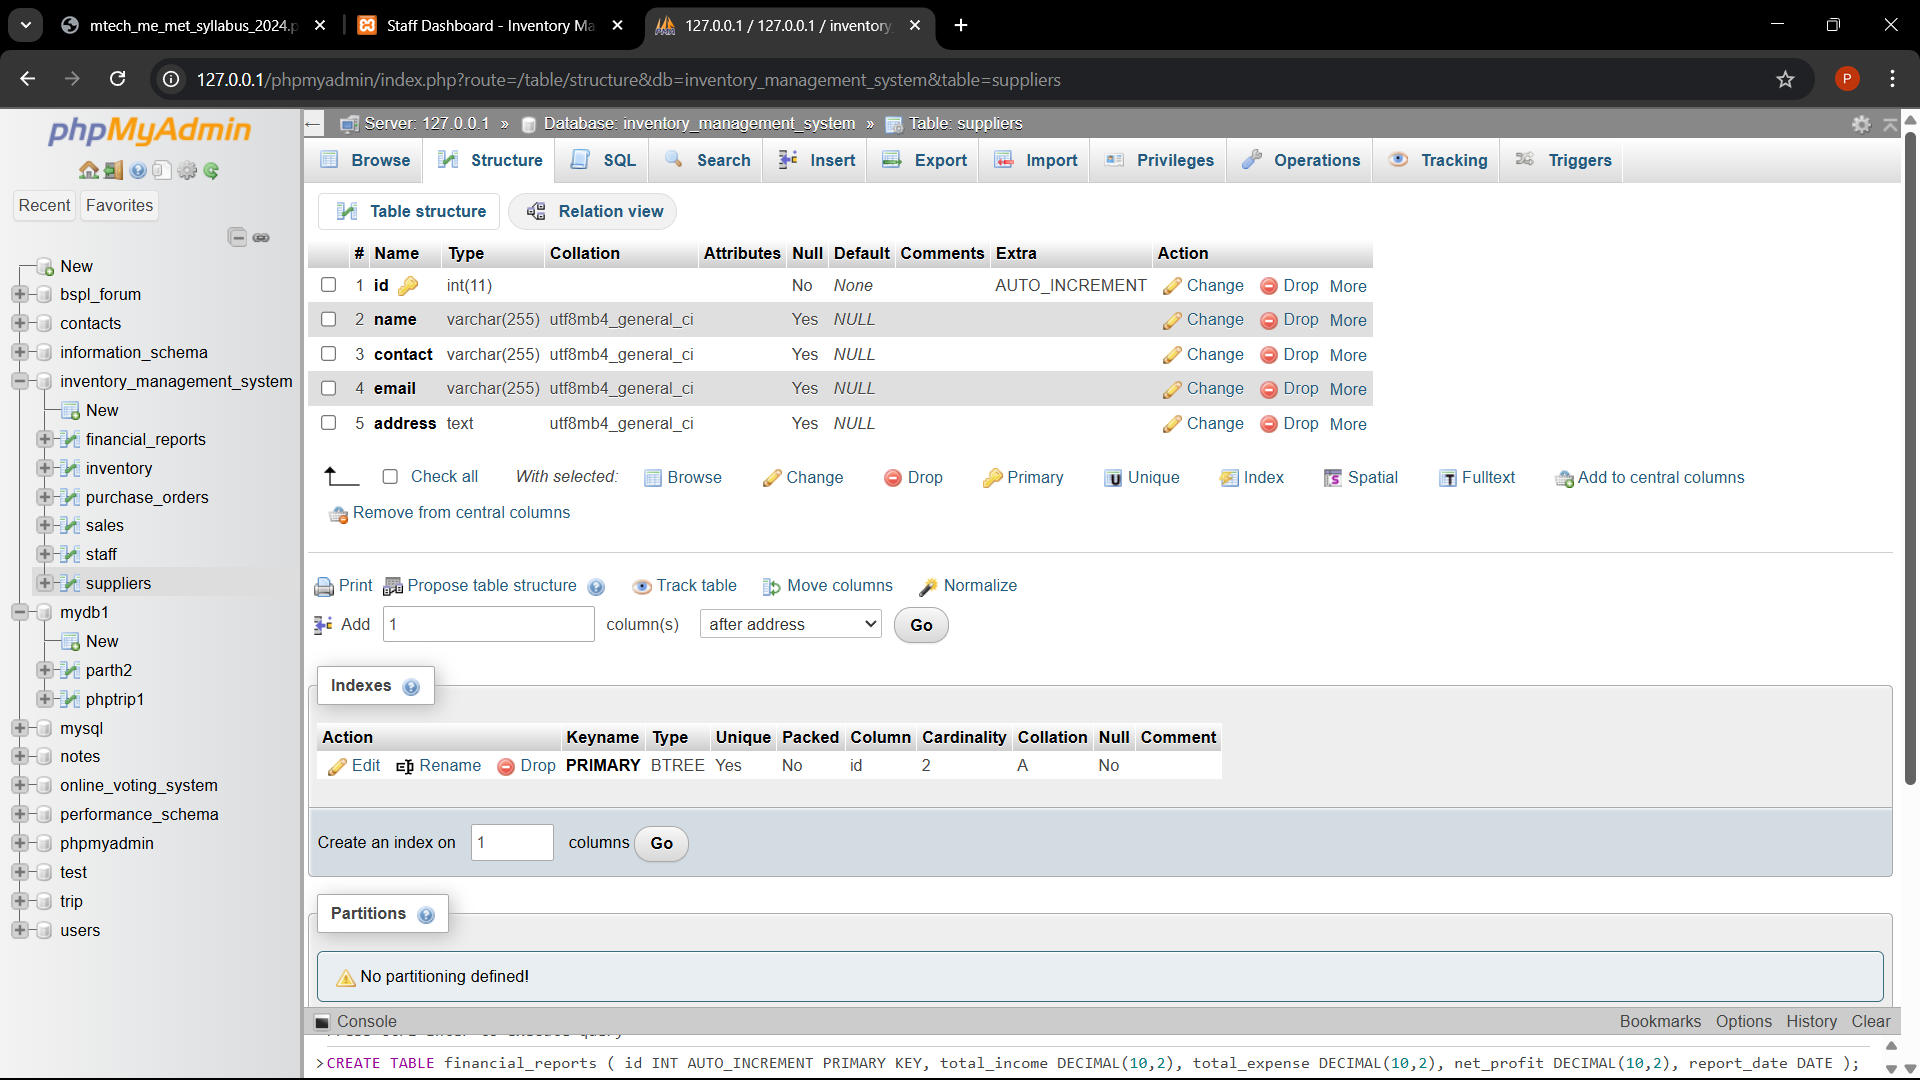 mtech_me_met_syllabus_2024.p
Staff Dashboard - Inventory Ma
127.0.0.1 / 127.0.0.1 / inventory_
127.0.0.1/phpmyadmin/index.php?route=/table/structure&db=inventory_management_system&table=suppliers
P
phpMyAdmin
Recent Favorites
New
bspl_forum
contacts
information_schema
inventory_management_system
New
financial_reports
inventory
purchase_orders
sales
staff
suppliers
mydb1
New
parth2
phptrip1
mysql
notes
online_voting_system
performance_schema
phpmyadmin
test
trip
users
Server: 127.0.0.1 » Database: inventory_management_system » Table: suppliers
Browse Structure SQL Search Insert Export Import Privileges Operations Tracking Triggers
Table structure Relation view
# Name Type Collation Attributes Null Default Comments Extra Action
1 id int(11) No None AUTO_INCREMENT Change Drop More
2 name varchar(255) utf8mb4_general_ci Yes NULL Change Drop More
3 contact varchar(255) utf8mb4_general_ci Yes NULL Change Drop More
4 email varchar(255) utf8mb4_general_ci Yes NULL Change Drop More
5 address text utf8mb4_general_ci Yes NULL Change Drop More
Check all With selected: Browse Change Drop Primary Unique Index Spatial Fulltext Add to central columns
Remove from central columns
Print Propose table structure Track table Move columns Normalize
Add 1 column(s) after address Go
Indexes
Action Keyname Type Unique Packed Column Cardinality Collation Null Comment
Edit Rename Drop PRIMARY BTREE Yes No id 2 A No
Create an index on 1 columns Go
Partitions
No partitioning defined!
Console Bookmarks Options History Clear
>CREATE TABLE financial_reports ( id INT AUTO_INCREMENT PRIMARY KEY, total_income DECIMAL(10,2), total_expense DECIMAL(10,2), net_profit DECIMAL(10,2), report_date DATE );